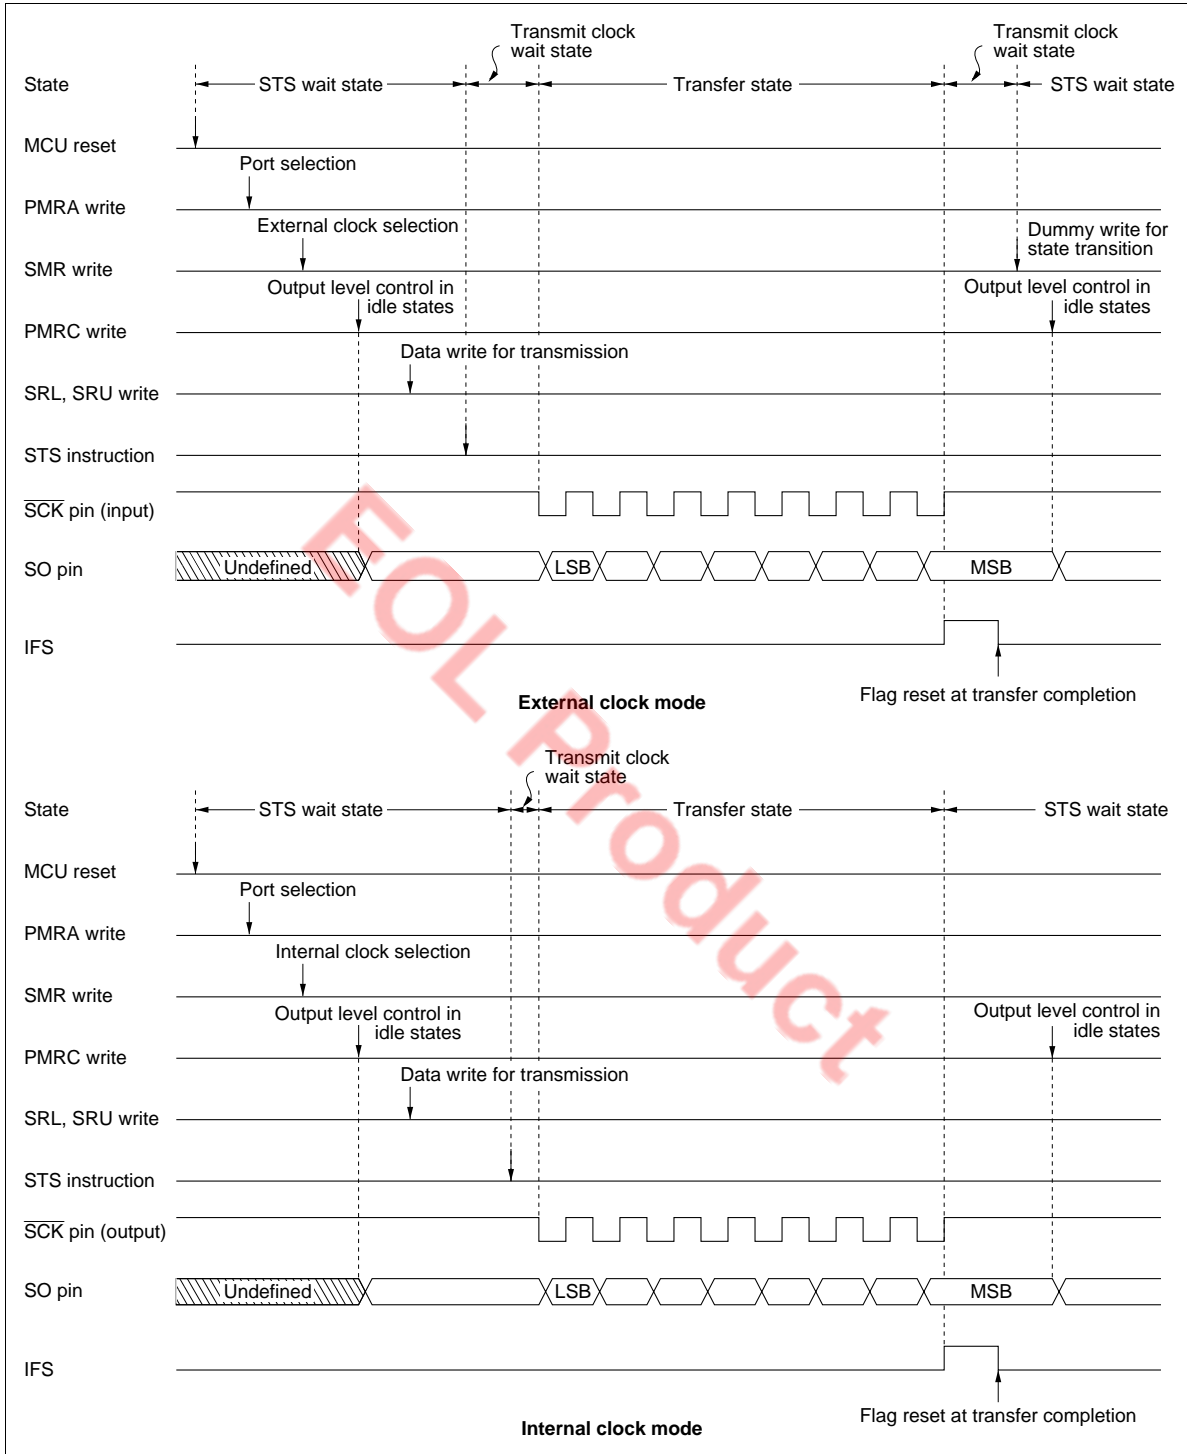 Transmit clock
wait state
Transmit clock
wait state
State
STS wait state
Transfer state
STS wait state
MCU reset
Port selection
PMRA write
External clock selection
Dummy write for
state transition
SMR write
Output level control in
idle states
Output level control in
idle states
PMRC write
Data write for transmission
SRL, SRU write
STS instruction
SCK pin (input)
SO pin
Undefined
LSB
MSB
IFS
Flag reset at transfer completion
External clock mode
Transmit clock
wait state
State
STS wait state
Transfer state
STS wait state
MCU reset
Port selection
PMRA write
Internal clock selection
SMR write
Output level control in
idle states
Output level control in
idle states
PMRC write
Data write for transmission
SRL, SRU write
STS instruction
SCK pin (output)
SO pin
Undefined
LSB
MSB
IFS
Flag reset at transfer completion
Internal clock mode
EOL Product